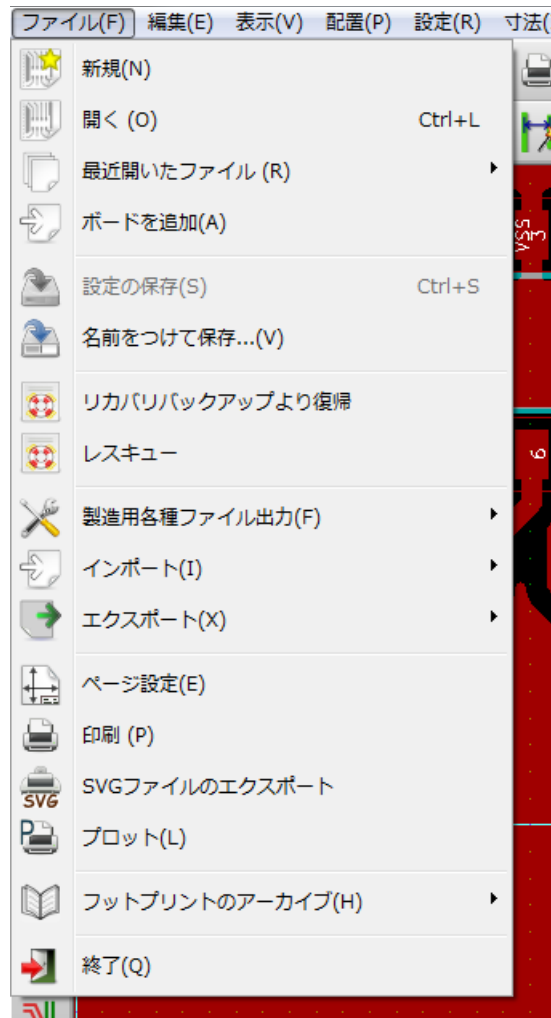 ファイル(F) 編集(E) 表示(V) 配置(P) 設定(R) 寸法(
新規(N)
開く (O) Ctrl+L
最近開いたファイル (R)
ボードを追加(A)
VSS
3
設定の保存(S) Ctrl+S
名前をつけて保存...(V)
リカバリバックアップより復帰
レスキュー
6
製造用各種ファイル出力(F)
インポート(I)
エクスポート(X)
ページ設定(E)
印刷 (P)
SVG
SVGファイルのエクスポート
P
プロット(L)
フットプリントのアーカイブ(H)
終了(Q)